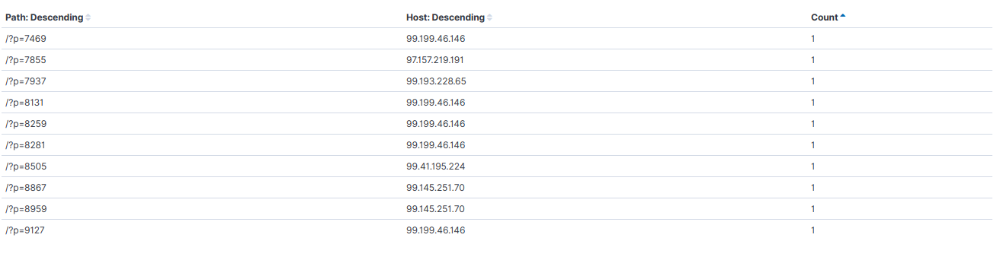 Path: Descending Host: Descending Count
/?p=7469 99.199.46.146 1
/?p=7855 97.157.219.191 1
/?p=7937 99.193.228.65 1
/?p=8131 99.199.46.146 1
/?p=8259 99.199.46.146 1
/?p=8281 99.199.46.146 1
/?p=8505 99.41.195.224 1
/?p=8867 99.145.251.70 1
/?p=8959 99.145.251.70 1
/?p=9127 99.199.46.146 1